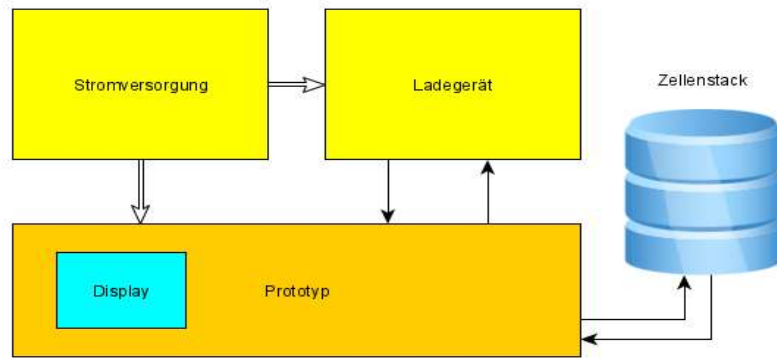 Stromversorgung
Ladegerät
Zellenstack
Display
Prototyp